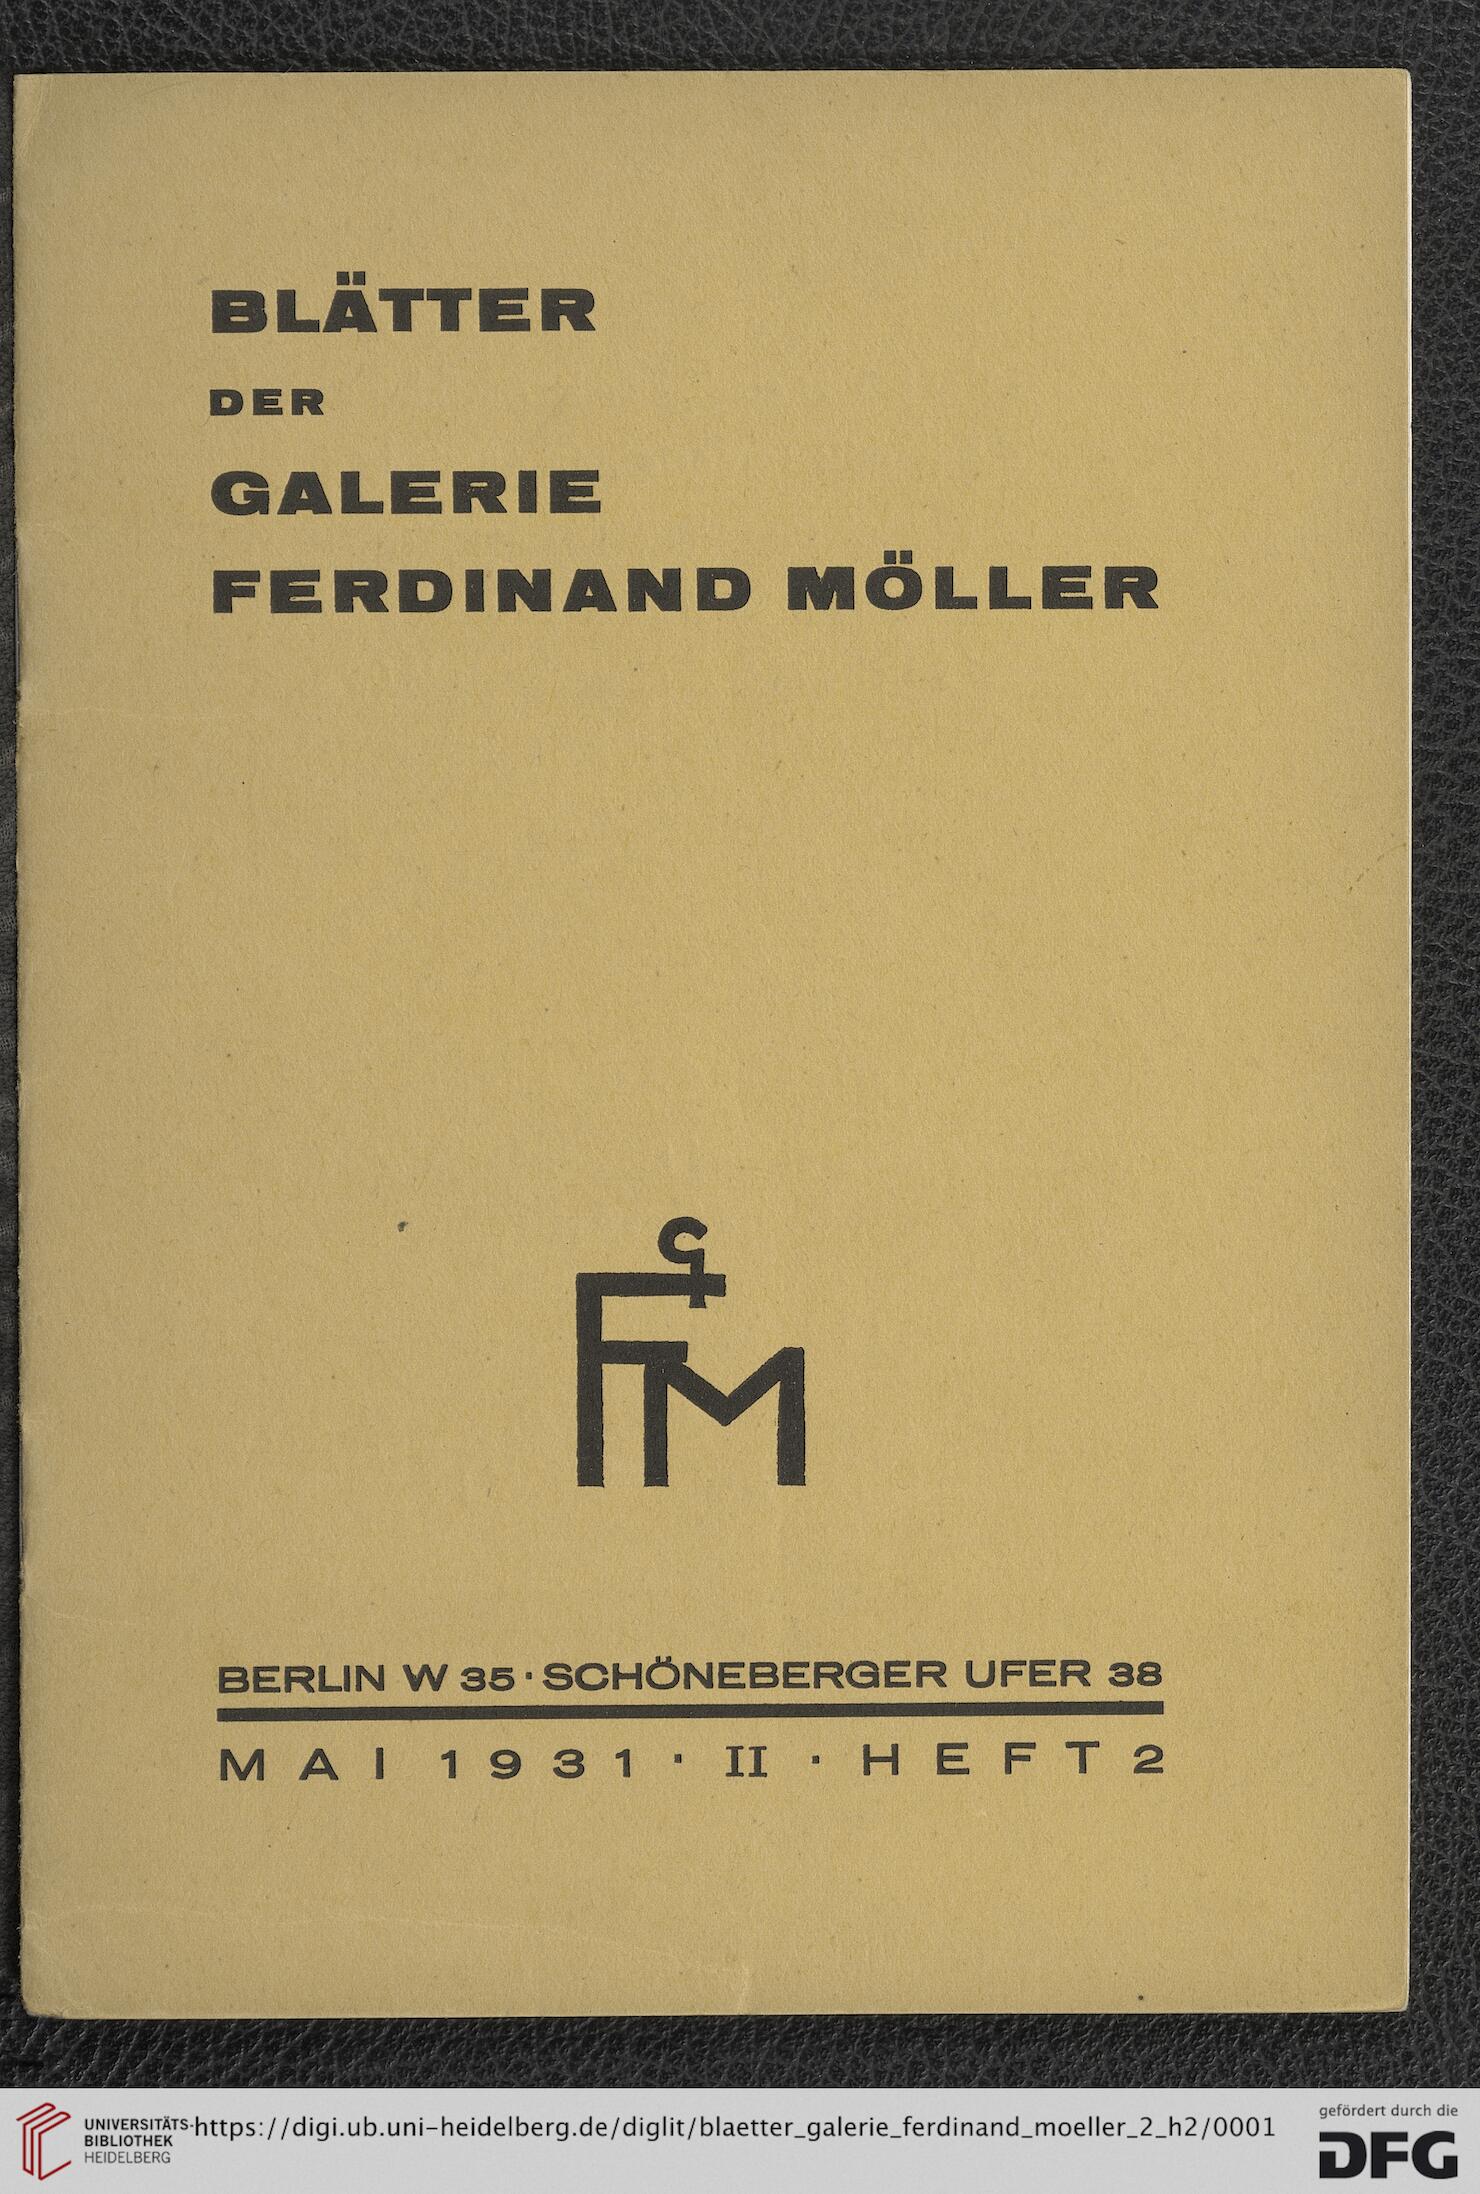 BLÄTTER
DER
GALERIE
FERDINAND MÖLLER
G
FM
BERLIN W 35 · SCHÖNEBERGER UFER 38
MAI 1931 · II · HEFT 2
UNIVERSITÄTS-
BIBLIOTHEK
HEIDELBERG
https://digi.ub.uni-heidelberg.de/diglit/blaetter_galerie_ferdinand_moeller_2_h2/0001
gefördert durch die
DFG